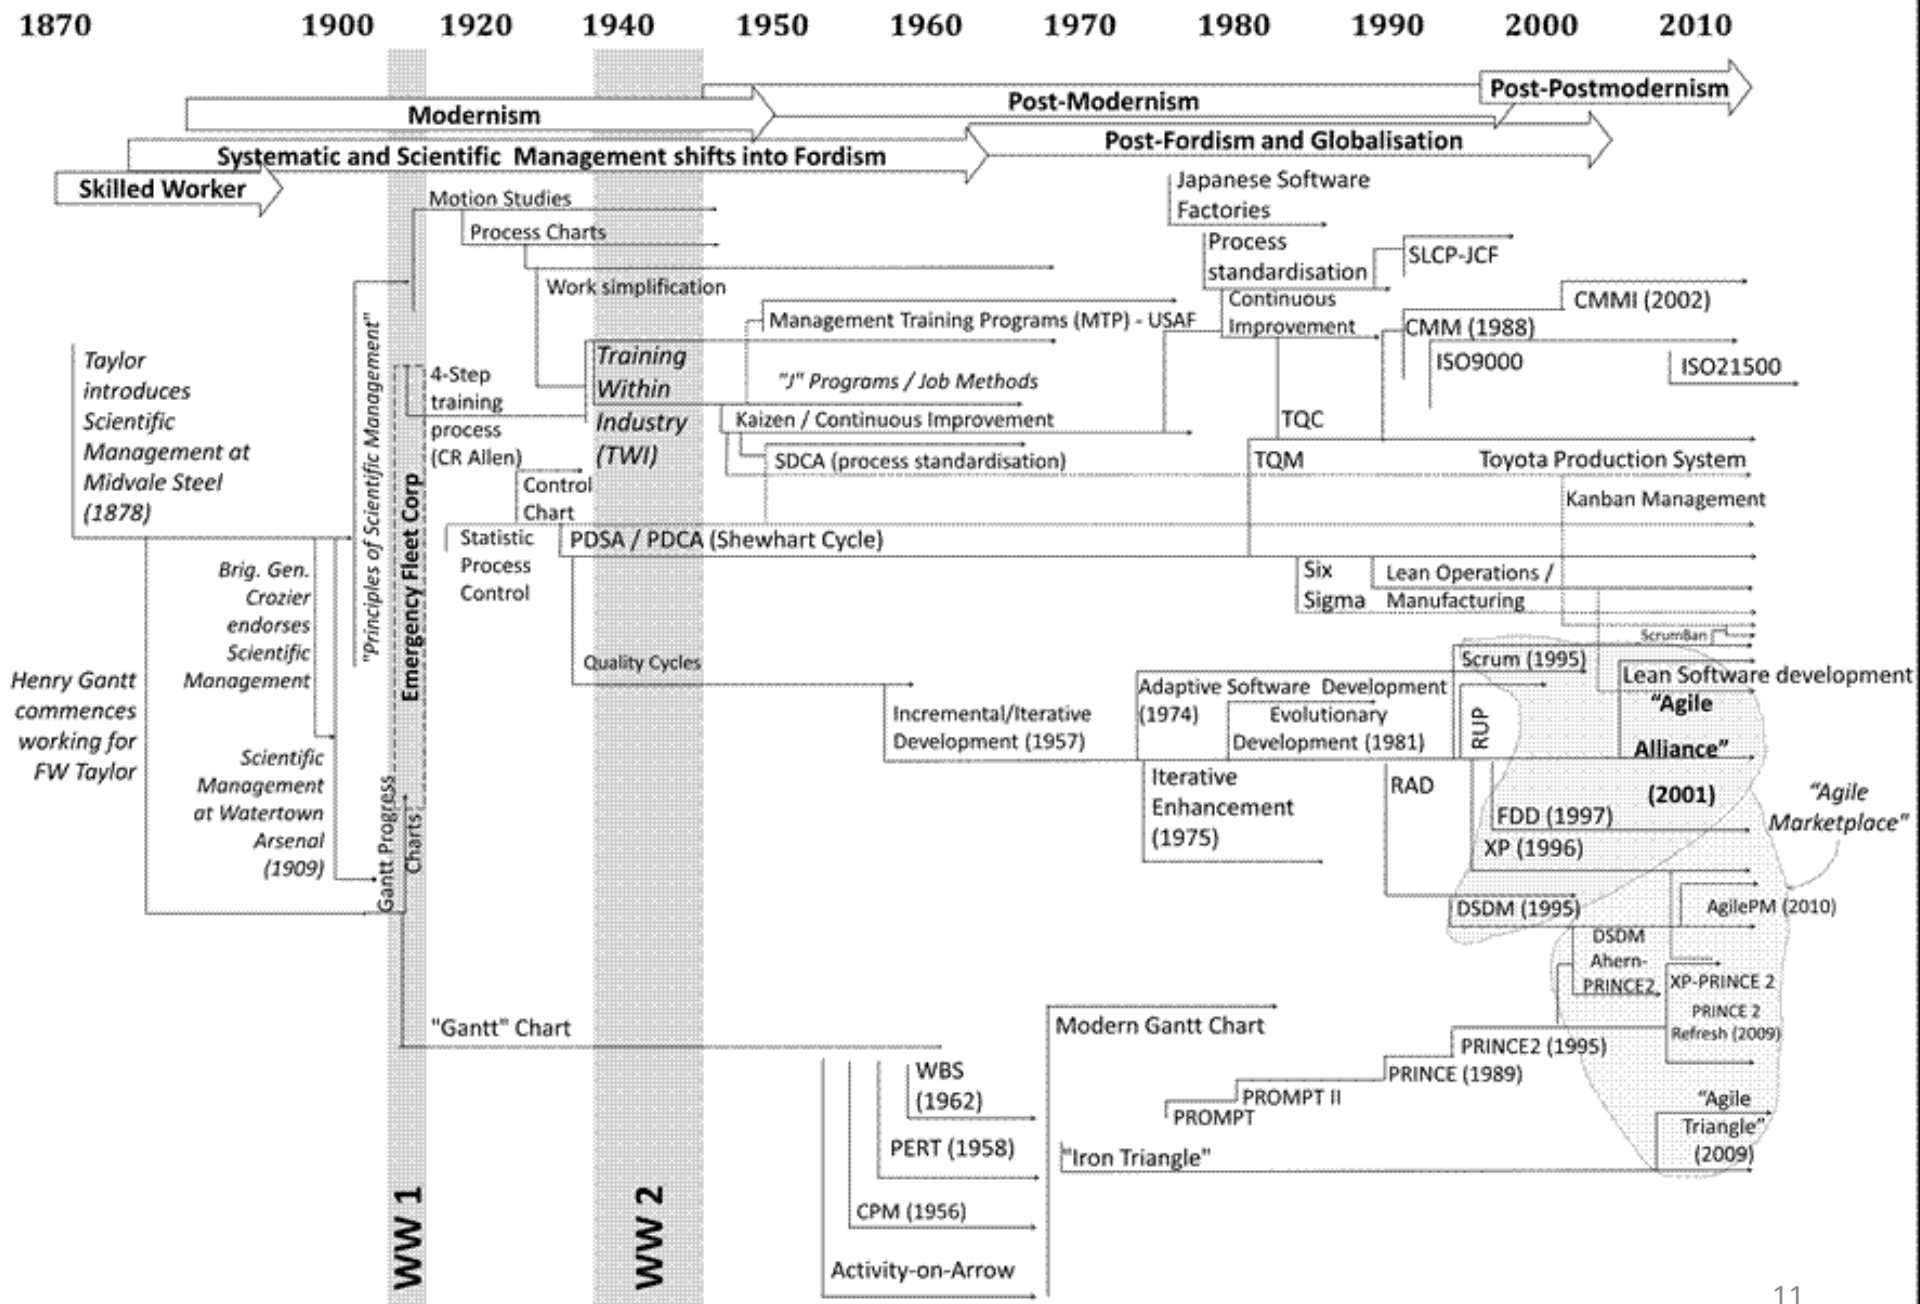 1870 1900 1920 1940 1950 1960 1970 1980 1990 2000 2010
Post-Postmodernism
Post-Modernism
Modernism
Post-Fordism and Globalisation
Systematic and Scientific Management shifts into Fordism
Skilled Worker
Motion Studies
Process Charts
Work simplification
Japanese Software
Factories
Process
standardisation
SLCP-JCF
Continuous
Improvement
CMMI (2002)
CMM (1988)
ISO9000
ISO21500
Management Training Programs (MTP) - USAF
Taylor
introduces
Scientific
Management at
Midvale Steel
(1878)
"Principles of Scientific Management"
Emergency Fleet Corp
4-Step
training
process
(CR Allen)
Training
Within
Industry
(TWI)
"J" Programs / Job Methods
Kaizen / Continuous Improvement
SDCA (process standardisation)
TQC
TQM
Toyota Production System
Kanban Management
Control
Chart
Statistic
Process
Control
PDSA / PDCA (Shewhart Cycle)
Six
Sigma
Lean Operations /
Manufacturing
Brig. Gen.
Crozier
endorses
Scientific
Management
Henry Gantt
commences
working for
FW Taylor
Scientific
Management
at Watertown
Arsenal
(1909)
Gantt Progress
Charts
Quality Cycles
Incremental/Iterative
Development (1957)
Adaptive Software Development
(1974)
Evolutionary
Development (1981)
Iterative
Enhancement
(1975)
ScrumBan
Scrum (1995)
Lean Software development
RUP
“Agile
Alliance”
(2001)
RAD
FDD (1997)
XP (1996)
“Agile
Marketplace”
DSDM (1995)
AgilePM (2010)
DSDM
Ahern-
PRINCE2
XP-PRINCE 2
PRINCE 2
Refresh (2009)
"Gantt" Chart
Modern Gantt Chart
WBS
(1962)
PERT (1958)
CPM (1956)
Activity-on-Arrow
PRINCE2 (1995)
PRINCE (1989)
PROMPT II
PROMPT
"Iron Triangle"
“Agile
Triangle”
(2009)
WW 1
WW 2
11